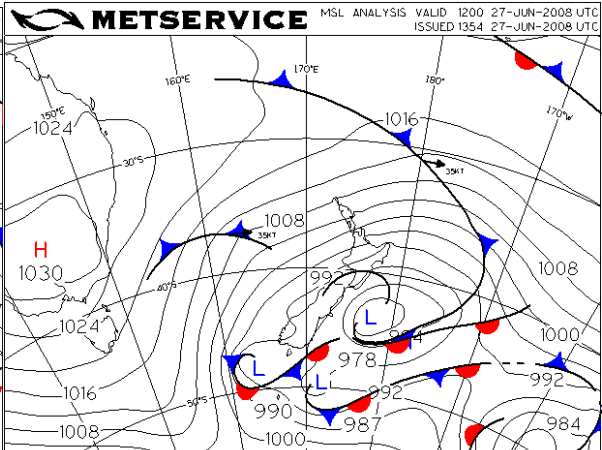 METSERVICE
MSL ANALYSIS VALID 1200 27-JUN-2008 UTC
ISSUED 1354 27-JUN-2008 UTC
170°E
160°E
180°
150°E
170°W
1016
1024
30°S
35KT
1008
35KT
H
1030
992
1008
40°S
L
1024
984
1000
978
L
L
992
992
1016
50°S
990
987
984
1008
1000